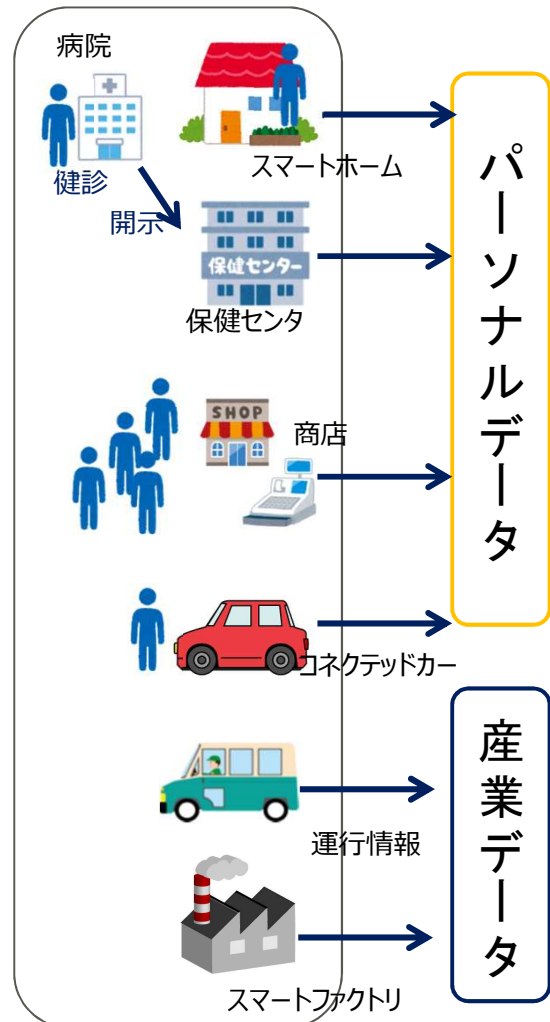 病院
健診
開示
スマートホーム
保健センター
保健センタ
SHOP
商店
コネクテッドカー
運行情報
スマートファクトリ
パーソナルデータ
産業データ